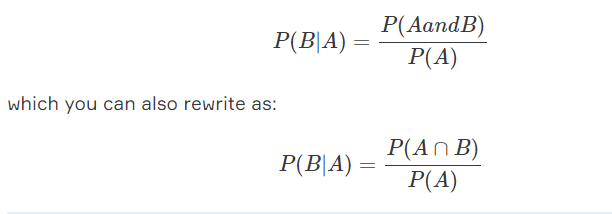 P(B|A) = P(AandB) / P(A)
which you can also rewrite as:
P(B|A) = P(A ∩ B) / P(A)